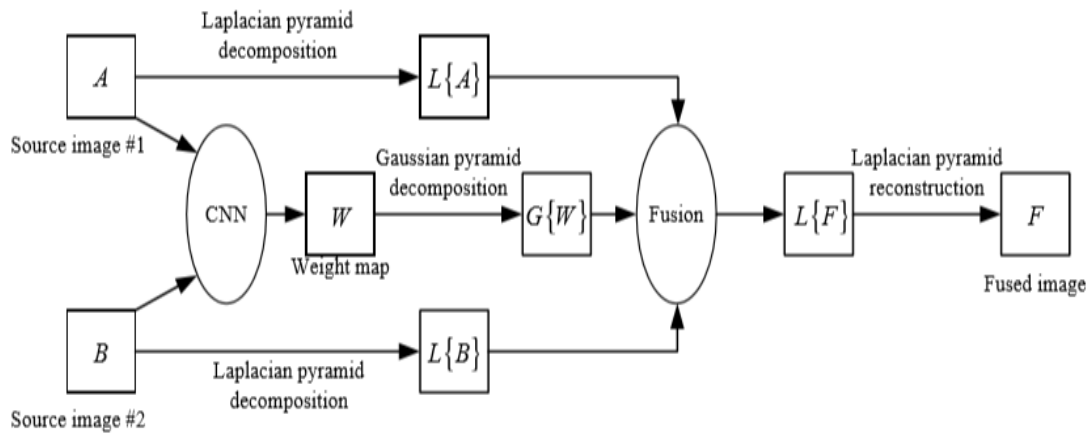 Laplacian pyramid
decomposition
A
L{A}
Source image #1
CNN
W
Weight map
Gaussian pyramid
decomposition
G{W}
Fusion
L{F}
Laplacian pyramid
reconstruction
F
Fused image
B
L{B}
Laplacian pyramid
decomposition
Source image #2